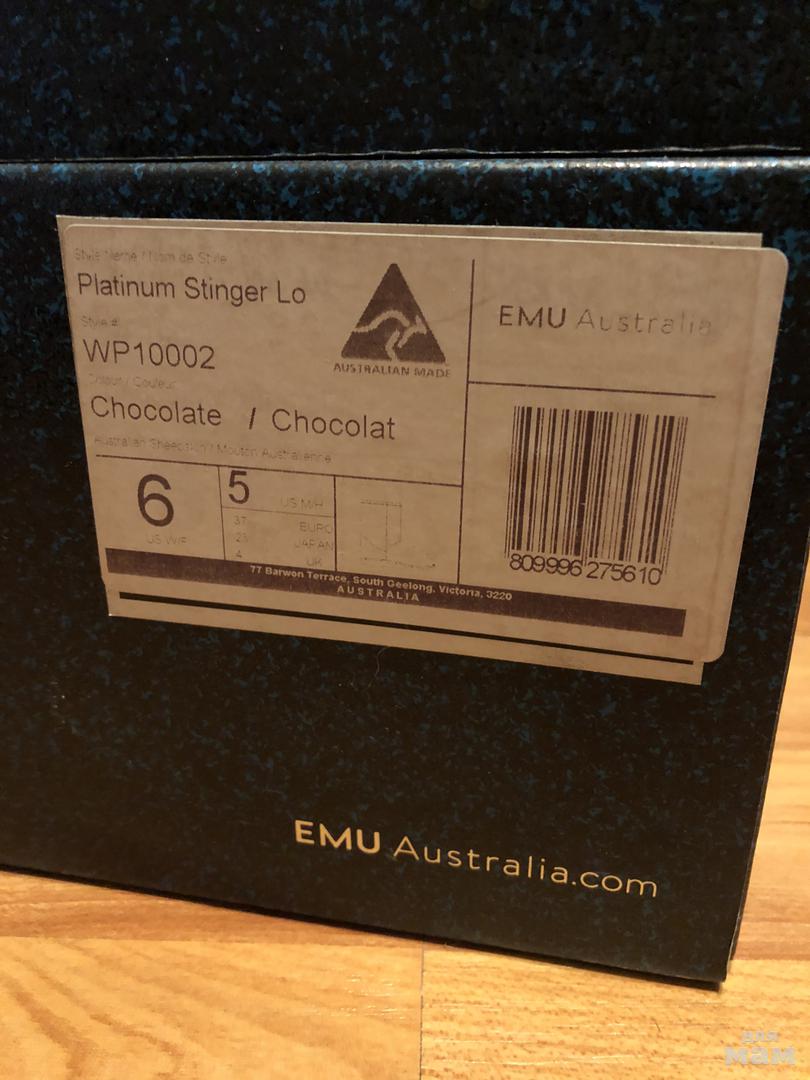 Style Name / Nom de Style
Platinum Stinger Lo
Style #
WP10002
Colour / Couleur
Chocolate / Chocolat
Australian Sheepskin / Mouton Australienne
AUSTRALIAN MADE
EMU Australia
6
US W/F
5 US M/H
37 EURO
23 JAPAN
4 UK
809996 275610
77 Barwon Terrace, South Geelong, Victoria, 3220
AUSTRALIA
EMU Australia.com
для
мам